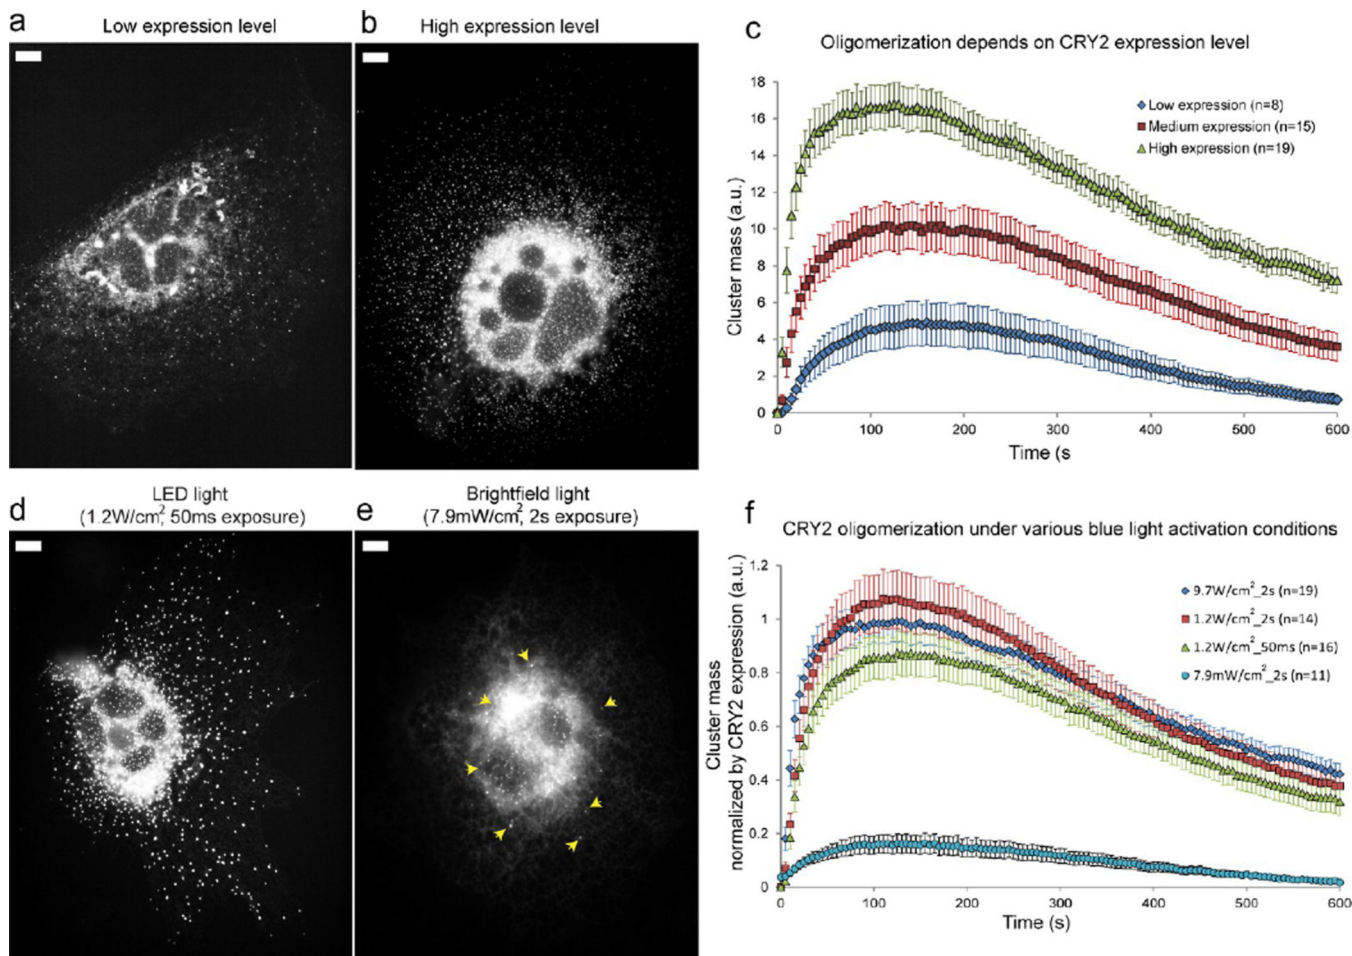 a
Low expression level
b
High expression level
c
Oligomerization depends on CRY2 expression level
Cluster mass (a.u.)
18
16
14
12
10
8
6
4
2
0
Low expression (n=8)
Medium expression (n=15)
High expression (n=19)
0 100 200 300 400 500 600
Time (s
d
LED light
(1.2W/cm², 50ms exposure)
e
Brightfield light
(7.9mW/cm², 2s exposure)
f
CRY2 oligomerization under various blue light activation conditions
Cluster mass
normalized by CRY2 expression (a.u.)
1.2
1
0.8
0.6
0.4
0.2
0
9.7W/cm²_2s (n=19)
1.2W/cm²_2s (n=14)
1.2W/cm²_50ms (n=16)
7.9mW/cm²_2s (n=11)
0 100 200 300 400 500 600
Time (s)